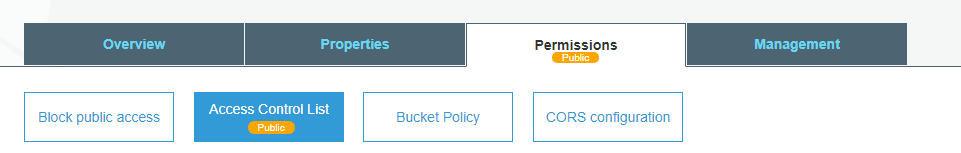 Overview Properties Permissions Management
Public
Block public access Access Control List Bucket Policy CORS configuration
Public